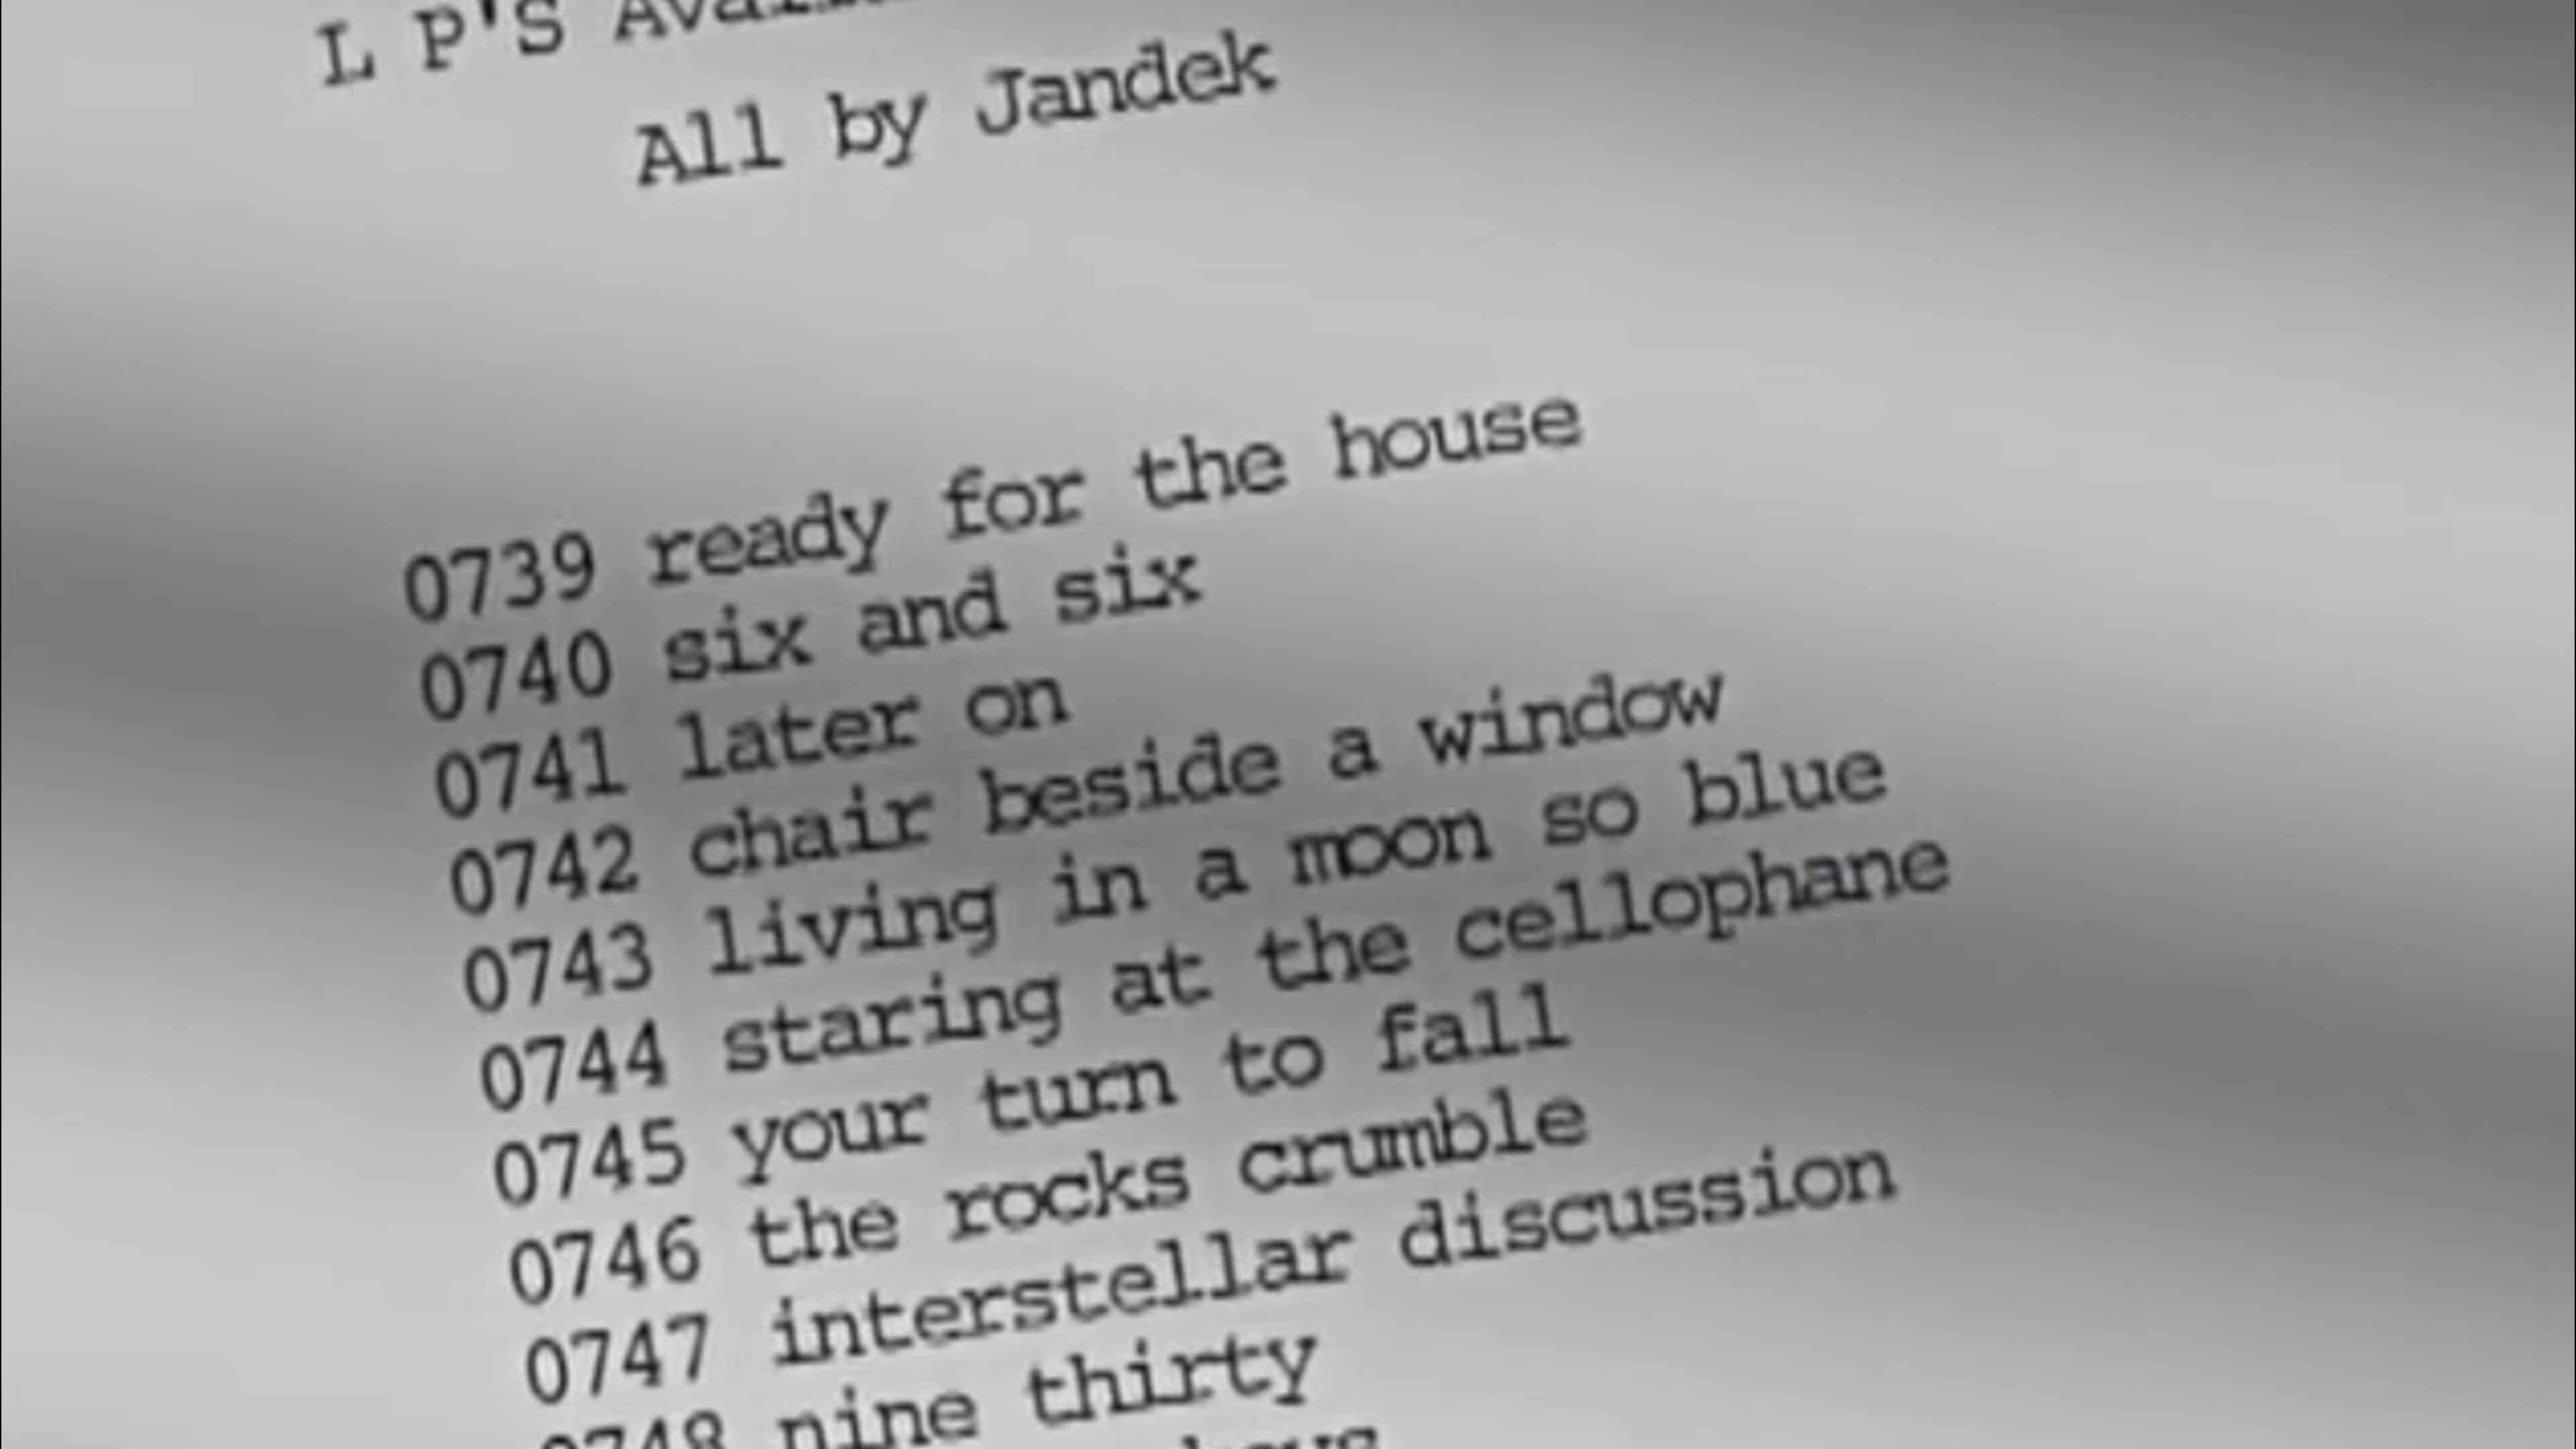 L P'S
All by Jandek
0739 ready for the house
0740 six and six
0741 later on
0742 chair beside a window
0743 living in a moon so blue
0744 staring at the cellophane
0745 your turn to fall
0746 the rocks crumble
0747 interstellar discussion
0748 nine thirty